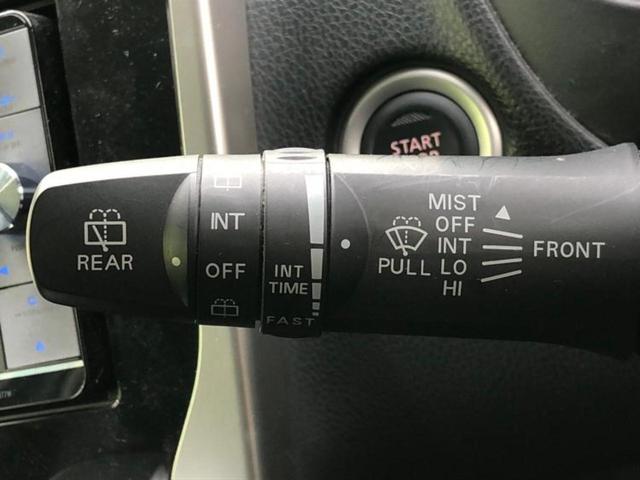 START
REAR
INT
OFF
INT
TIME
FAST
MIST
OFF
INT
PULL LO
HI
FRONT